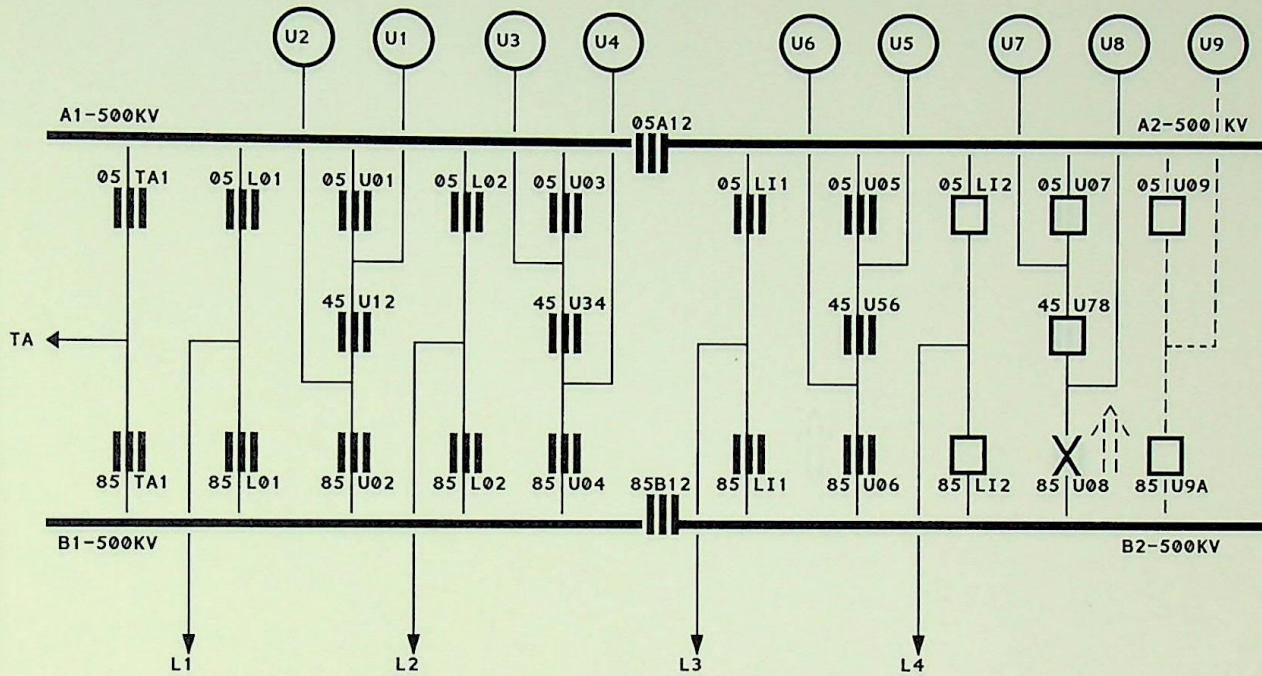 U2 U1 U3 U4 U6 U5 U7 U8 U9
A1-500KV 05A12 A2-500 KV
05 TA1 05 L01 05 U01 05 L02 05 U03 05 LI1 05 U05 05 LI2 05 U07 05 U09
45 U12 45 U34 45 U56 45 U78
TA
85 TA1 85 L01 85 U02 85 L02 85 U04 85B12 85 LI1 85 U06 85 LI2 85 U08 85 U9A
B1-500KV B2-500KV
L1 L2 L3 L4